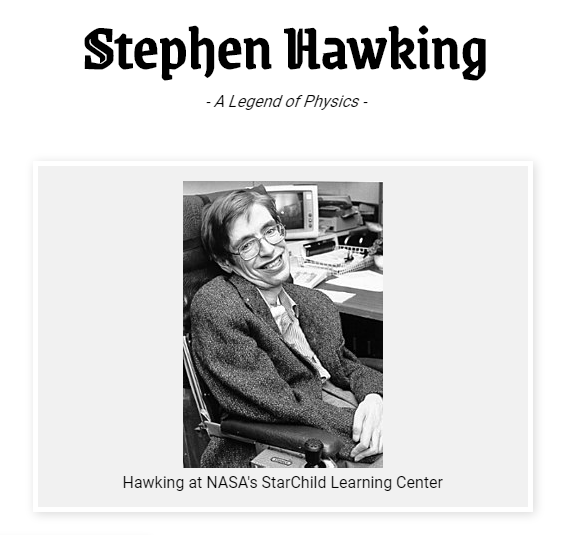 Stephen Hawking
- A Legend of Physics -
Hawking at NASA's StarChild Learning Center